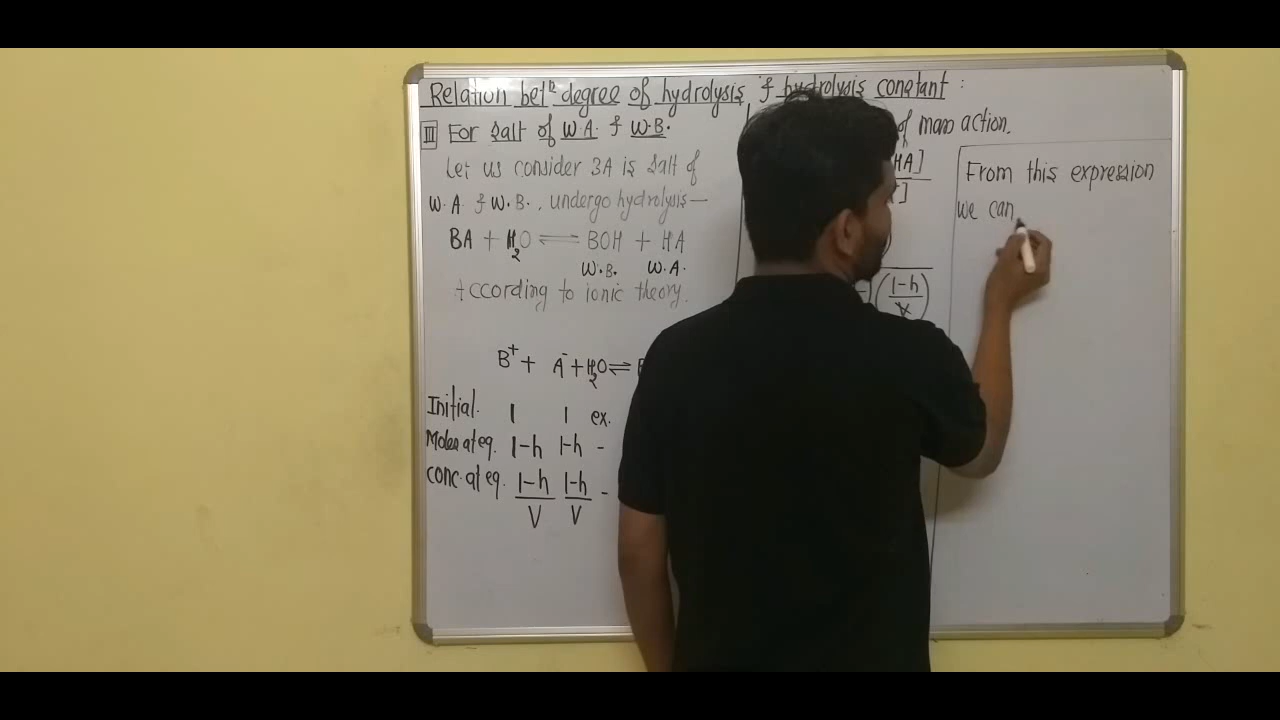 Relation betⁿ degree of hydrolysis & hydrolysis constant :
III For Salt of W.A. & W.B.
Let us consider BA is Salt of
W.A. & W.B., undergo hydrolysis—
BA + H₂O ⇌ BOH + HA
W.B. W.A.
According to ionic theory.
B⁺ + A⁻ + H₂O ⇌
Initial. 1 1 ex.
Moles at eq. 1-h 1-h -
conc. at eq. 1-h/V 1-h/V -
of mass action.
HA]
]
(1-h/V)
From this expression
we can